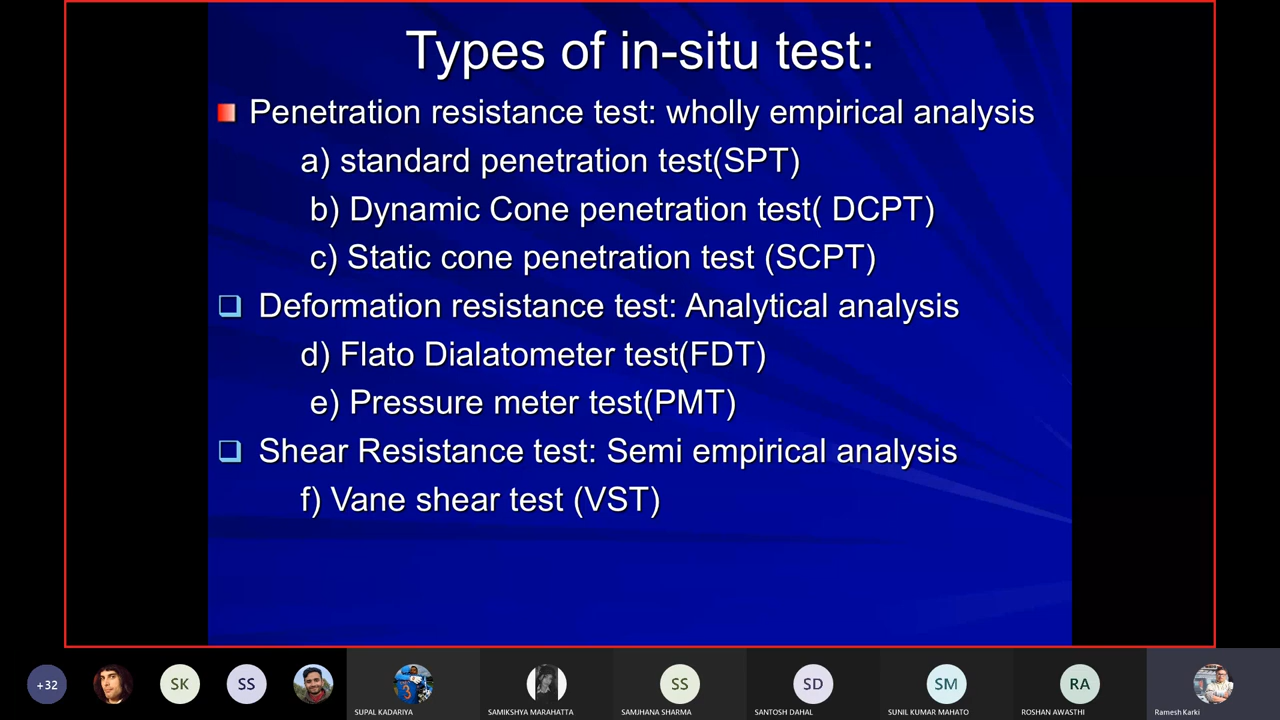 Types of in-situ test:
Penetration resistance test: wholly empirical analysis
a) standard penetration test(SPT)
b) Dynamic Cone penetration test( DCPT)
c) Static cone penetration test (SCPT)
Deformation resistance test: Analytical analysis
d) Flato Dialatometer test(FDT)
e) Pressure meter test(PMT)
Shear Resistance test: Semi empirical analysis
f) Vane shear test (VST)
+32 SK SS SS SD SM RA
SUPAL KADARIYA SAMIKSHYA MARAHATTA SAMJHANA SHARMA SANTOSH DAHAL SUNIL KUMAR MAHATO ROSHAN AWASTHI Ramesh Karki